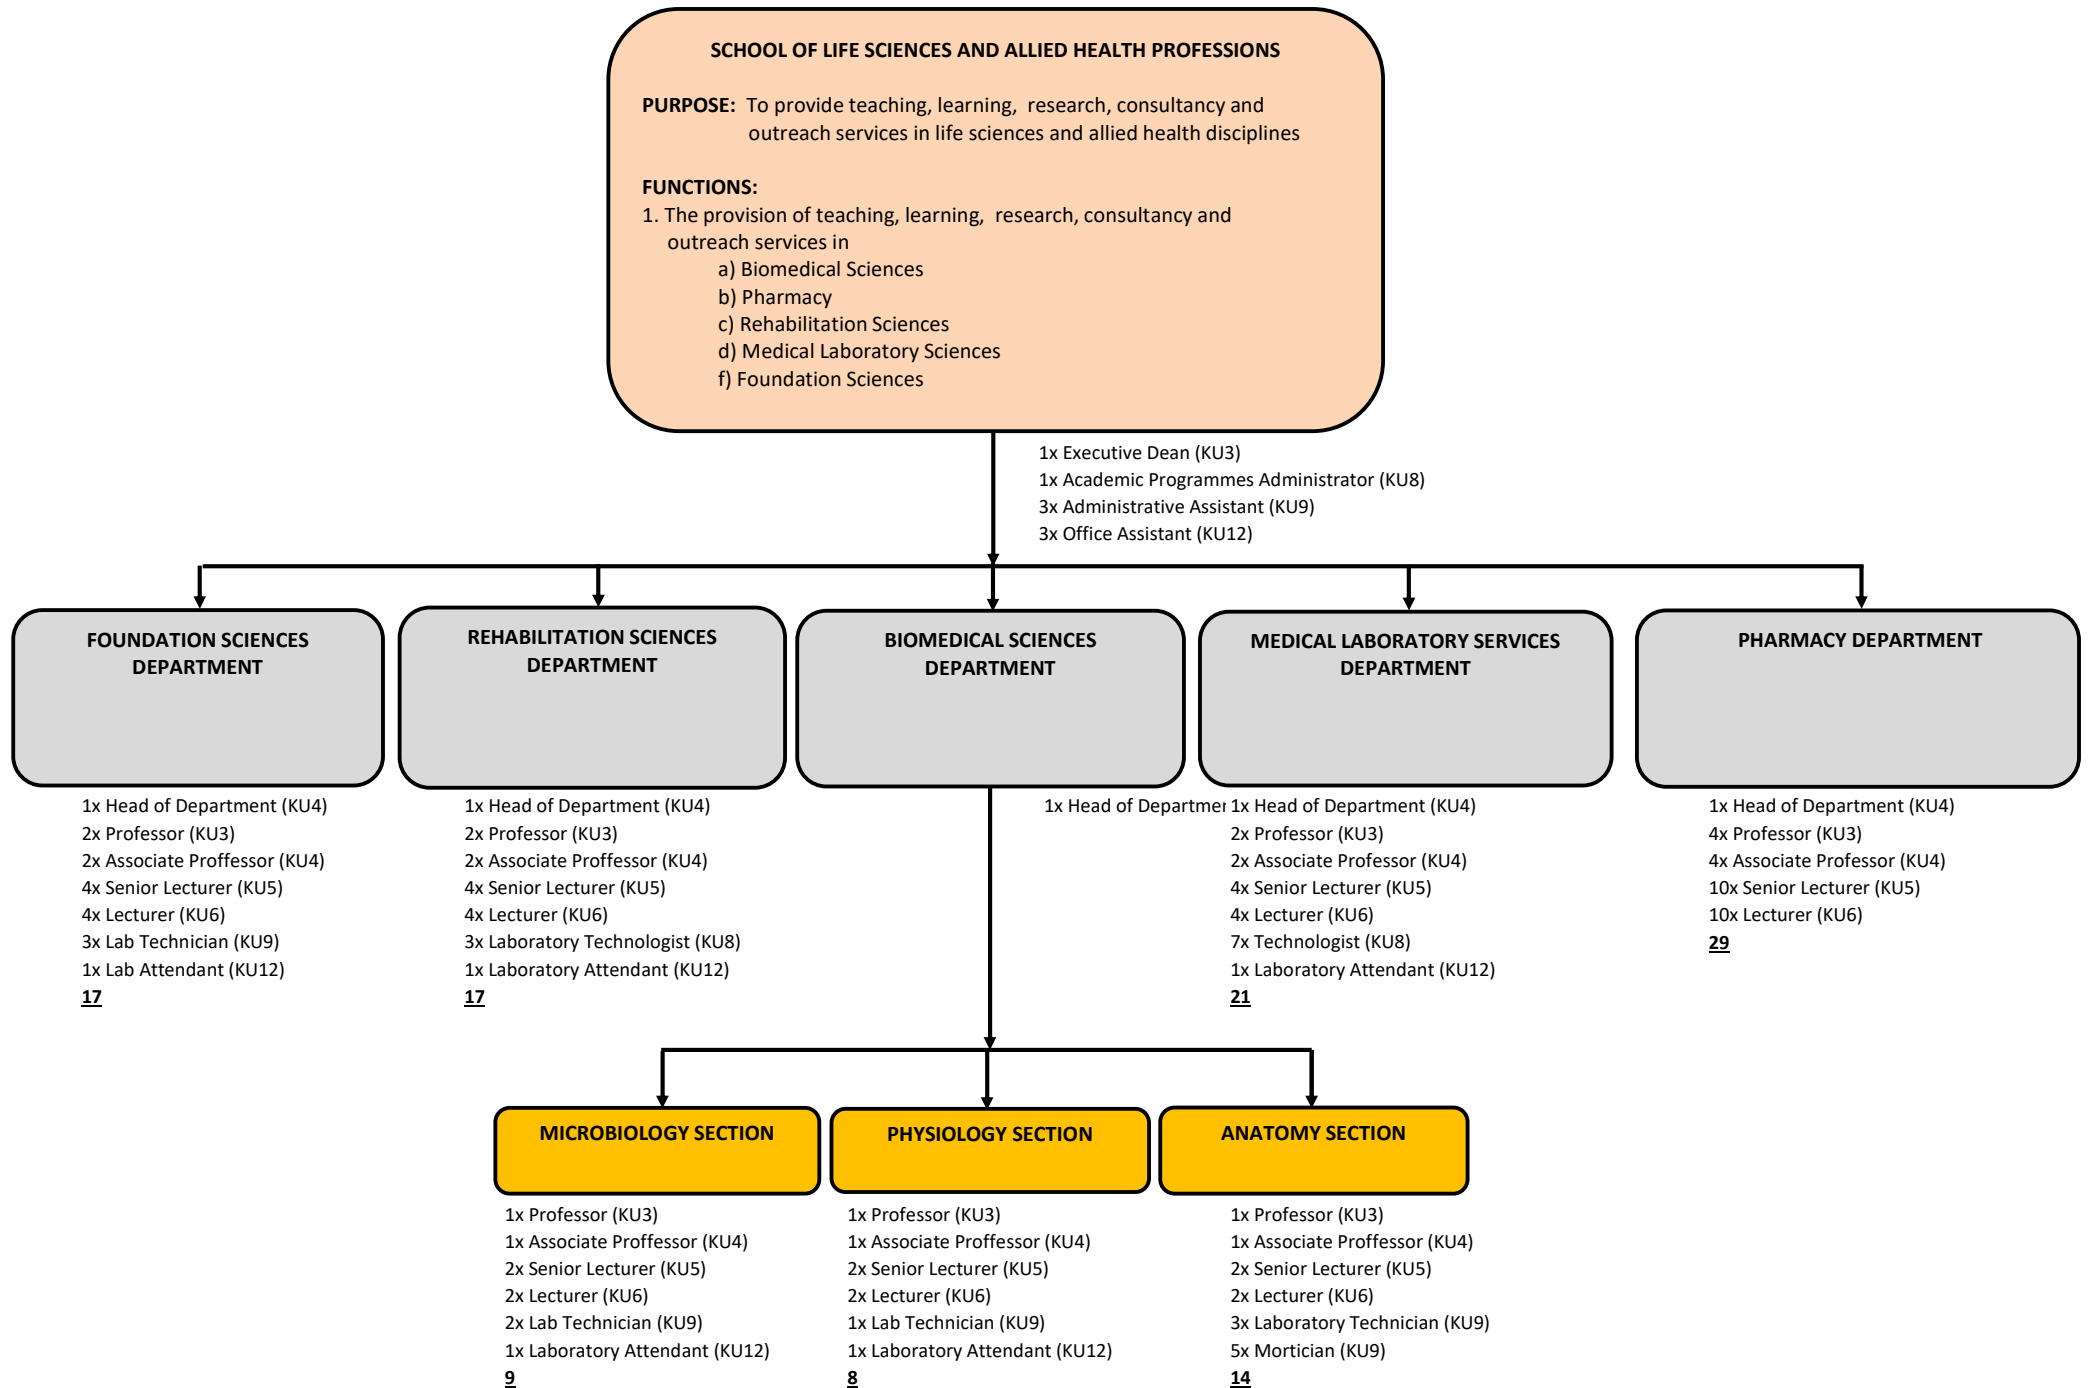 SCHOOL OF LIFE SCIENCES AND ALLIED HEALTH PROFESSIONS
PURPOSE: To provide teaching, learning, research, consultancy and
outreach services in life sciences and allied health disciplines
FUNCTIONS:
1. The provision of teaching, learning, research, consultancy and
outreach services in
a) Biomedical Sciences
b) Pharmacy
c) Rehabilitation Sciences
d) Medical Laboratory Sciences
f) Foundation Sciences
1x Executive Dean (KU3)
1x Academic Programmes Administrator (KU8)
3x Administrative Assistant (KU9)
3x Office Assistant (KU12)
FOUNDATION SCIENCES
DEPARTMENT
1x Head of Department (KU4)
2x Professor (KU3)
2x Associate Proffessor (KU4)
4x Senior Lecturer (KU5)
4x Lecturer (KU6)
3x Lab Technician (KU9)
1x Lab Attendant (KU12)
17
REHABILITATION SCIENCES
DEPARTMENT
1x Head of Department (KU4)
2x Professor (KU3)
2x Associate Proffessor (KU4)
4x Senior Lecturer (KU5)
4x Lecturer (KU6)
3x Laboratory Technologist (KU8)
1x Laboratory Attendant (KU12)
17
BIOMEDICAL SCIENCES
DEPARTMENT
1x Head of Departmer
MEDICAL LABORATORY SERVICES
DEPARTMENT
1x Head of Department (KU4)
2x Professor (KU3)
2x Associate Professor (KU4)
4x Senior Lecturer (KU5)
4x Lecturer (KU6)
7x Technologist (KU8)
1x Laboratory Attendant (KU12)
21
PHARMACY DEPARTMENT
1x Head of Department (KU4)
4x Professor (KU3)
4x Associate Professor (KU4)
10x Senior Lecturer (KU5)
10x Lecturer (KU6)
29
MICROBIOLOGY SECTION
1x Professor (KU3)
1x Associate Proffessor (KU4)
2x Senior Lecturer (KU5)
2x Lecturer (KU6)
2x Lab Technician (KU9)
1x Laboratory Attendant (KU12)
9
PHYSIOLOGY SECTION
1x Professor (KU3)
1x Associate Proffessor (KU4)
2x Senior Lecturer (KU5)
2x Lecturer (KU6)
1x Lab Technician (KU9)
1x Laboratory Attendant (KU12)
8
ANATOMY SECTION
1x Professor (KU3)
1x Associate Proffessor (KU4)
2x Senior Lecturer (KU5)
2x Lecturer (KU6)
3x Laboratory Technician (KU9)
5x Mortician (KU9)
14